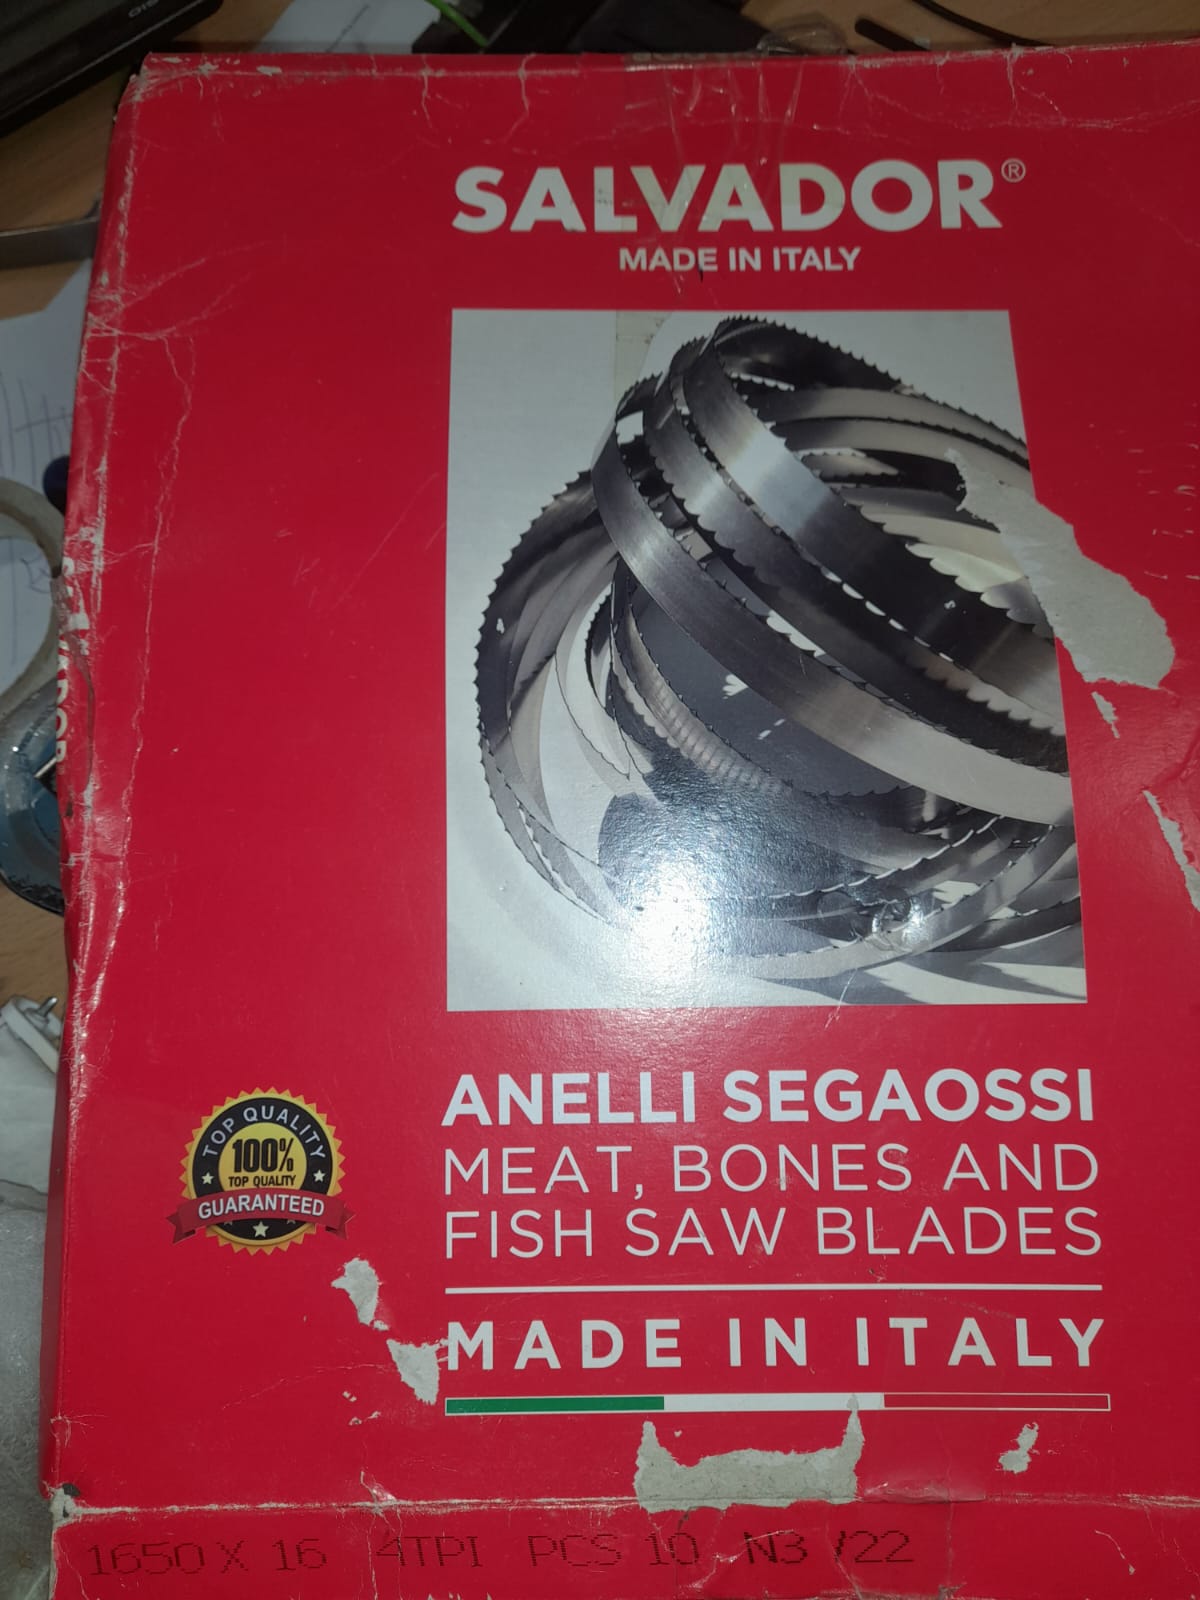 SALVADOR®
MADE IN ITALY
ANELLI SEGAOSSI
MEAT, BONES AND
FISH SAW BLADES
TOP QUALITY
100%
TOP QUALITY
GUARANTEED
MADE IN ITALY
1650 X 16 4TPI PCS 10 N3 /22